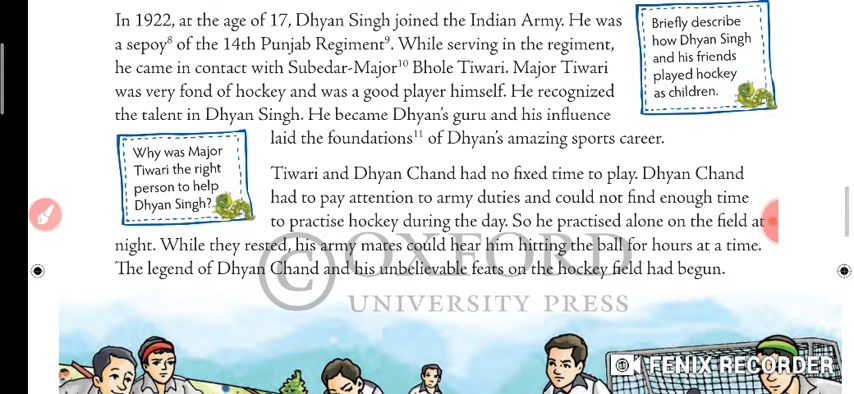 In 1922, at the age of 17, Dhyan Singh joined the Indian Army. He was
a sepoy⁸ of the 14th Punjab Regiment⁹. While serving in the regiment,
he came in contact with Subedar-Major¹⁰ Bhole Tiwari. Major Tiwari
was very fond of hockey and was a good player himself. He recognized
the talent in Dhyan Singh. He became Dhyan's guru and his influence
laid the foundations¹¹ of Dhyan's amazing sports career.
Briefly describe
how Dhyan Singh
and his friends
played hockey
as children.
Why was Major
Tiwari the right
person to help
Dhyan Singh?
Tiwari and Dhyan Chand had no fixed time to play. Dhyan Chand
had to pay attention to army duties and could not find enough time
to practise hockey during the day. So he practised alone on the field at
night. While they rested, his army mates could hear him hitting the ball for hours at a time.
The legend of Dhyan Chand and his unbelievable feats on the hockey field had begun.
© OXFORD
UNIVERSITY PRESS
FENIX RECORDER